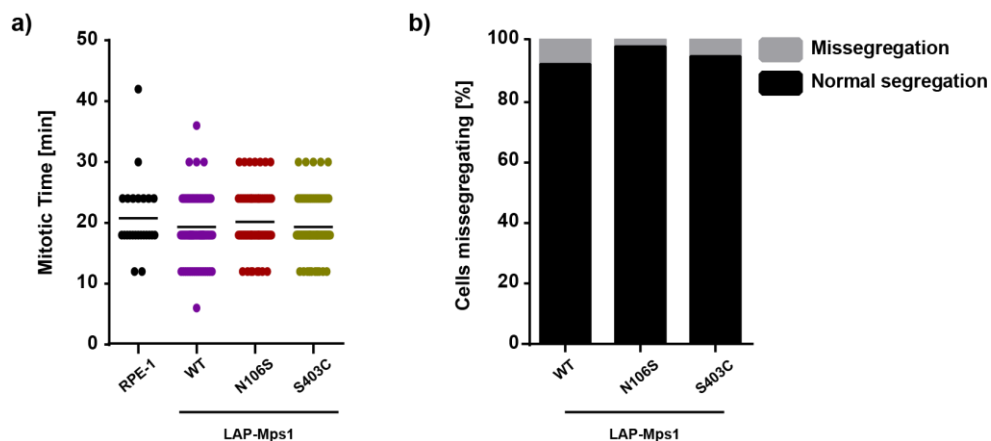 a)
Mitotic Time [min]
50
40
30
20
10
0
RPE-1
WT
N106S
S403C
LAP-Mps1
b)
Cells missegregating [%]
100
80
60
40
20
0
WT
N106S
S403C
LAP-Mps1
Missegregation
Normal segregation